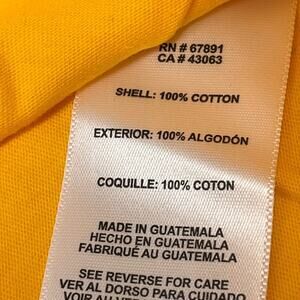 RN # 67891
CA # 43063
SHELL: 100% COTTON
EXTERIOR: 100% ALGODÓN
COQUILLE: 100% COTON
MADE IN GUATEMALA
HECHO EN GUATEMALA
FABRIQUÉ AU GUATEMALA
SEE REVERSE FOR CARE
VER AL DORSO PARA CUIDADO